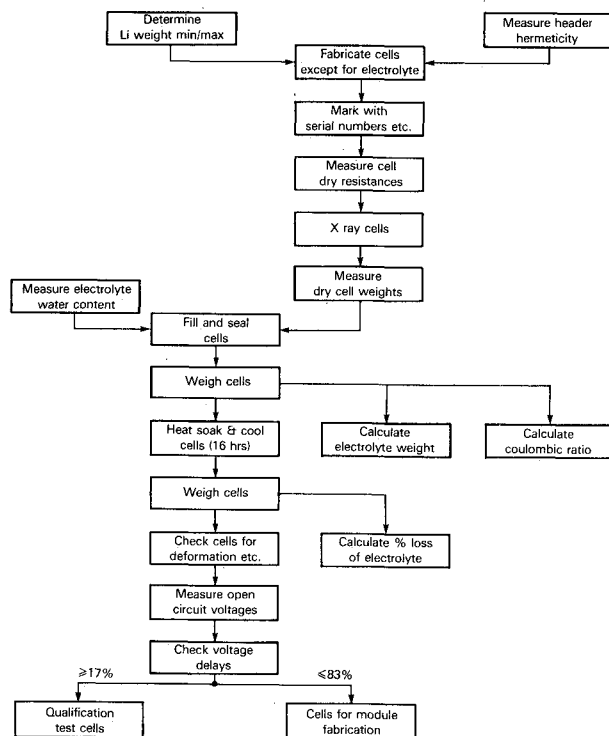 Determine
Li weight min/max
Measure header
hermeticity
Fabricate cells
except for electrolyte
Mark with
serial numbers etc.
Measure cell
dry resistances
X ray cells
Measure
dry cell weights
Measure electrolyte
water content
Fill and seal
cells
Weigh cells
Heat soak & cool
cells (16 hrs)
Calculate
electrolyte weight
Calculate
coulombic ratio
Weigh cells
Check cells for
deformation etc.
Calculate % loss
of electrolyte
Measure open
circuit voltages
Check voltage
delays
⩾17%
⩽83%
Qualification
test cells
Cells for module
fabrication